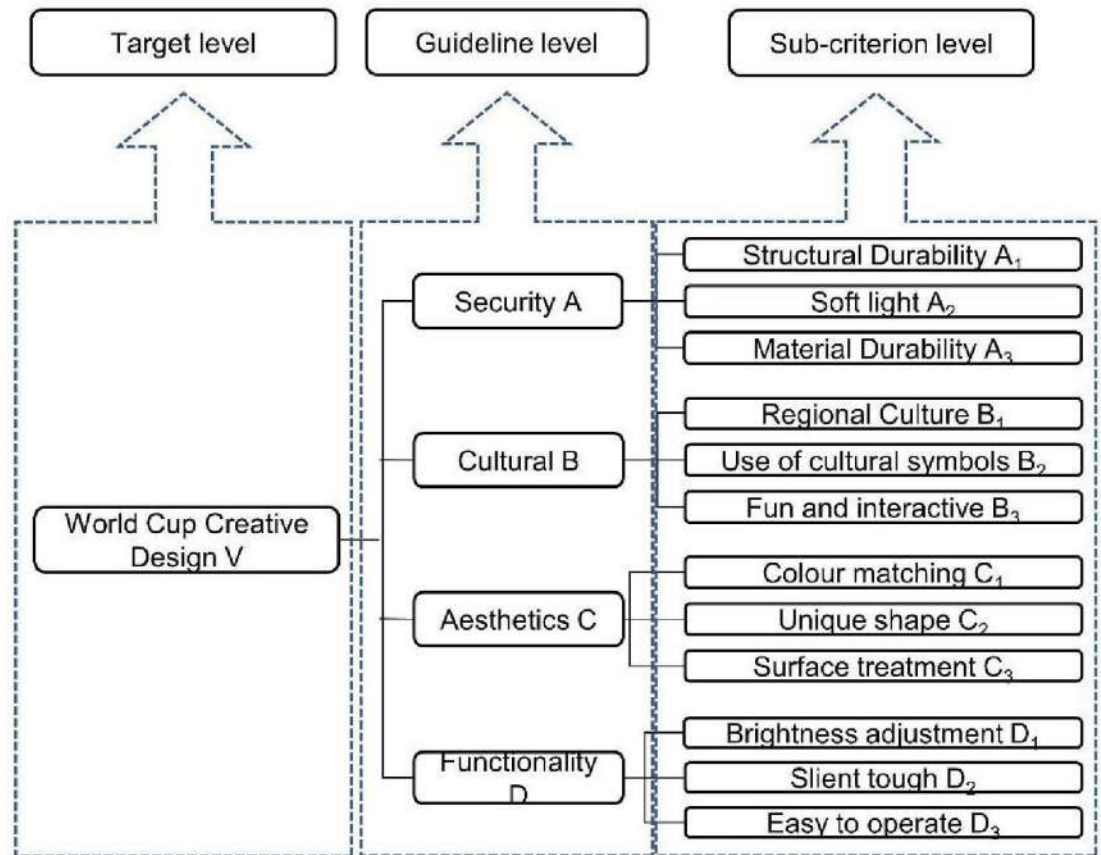 Target level
Guideline level
Sub-criterion level
World Cup Creative
Design V
Security A
Structural Durability A₁
Soft light A₂
Material Durability A₃
Cultural B
Regional Culture B₁
Use of cultural symbols B₂
Fun and interactive B₃
Aesthetics C
Colour matching C₁
Unique shape C₂
Surface treatment C₃
Functionality
D
Brightness adjustment D₁
Slient tough D₂
Easy to operate D₃